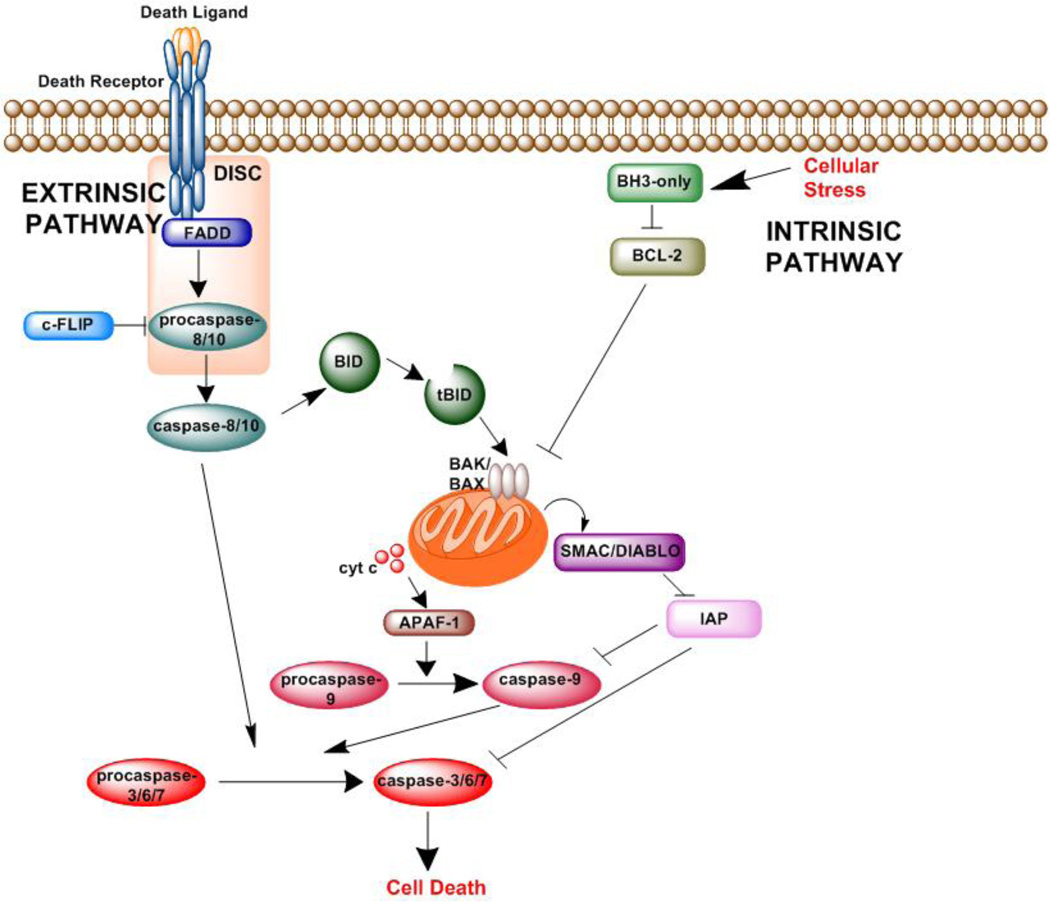 Death Ligand
Death Receptor
DISC
EXTRINSIC
PATHWAY
FADD
c-FLIP
procaspase-
8/10
caspase-8/10
BID
tBID
BH3-only
Cellular
Stress
BCL-2
INTRINSIC
PATHWAY
BAK/
BAX
SMAC/DIABLO
cyt c
APAF-1
IAP
procaspase-
9
caspase-9
procaspase-
3/6/7
caspase-3/6/7
Cell Death